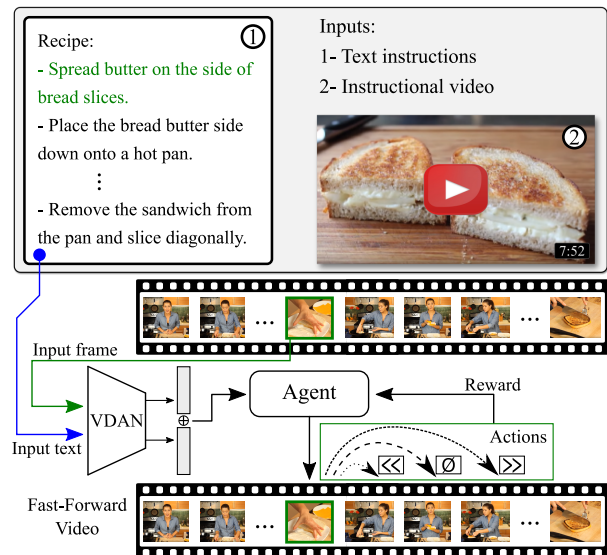 Recipe:
1
- Spread butter on the side of
bread slices.
- Place the bread butter side
down onto a hot pan.
⋮
- Remove the sandwich from
the pan and slice diagonally.
Inputs:
1- Text instructions
2- Instructional video
2
7:52
...
...
Input frame
VDAN
Input text
⊕
Agent
Reward
Actions
<<
Ø
>>
Fast-Forward
Video
...
...